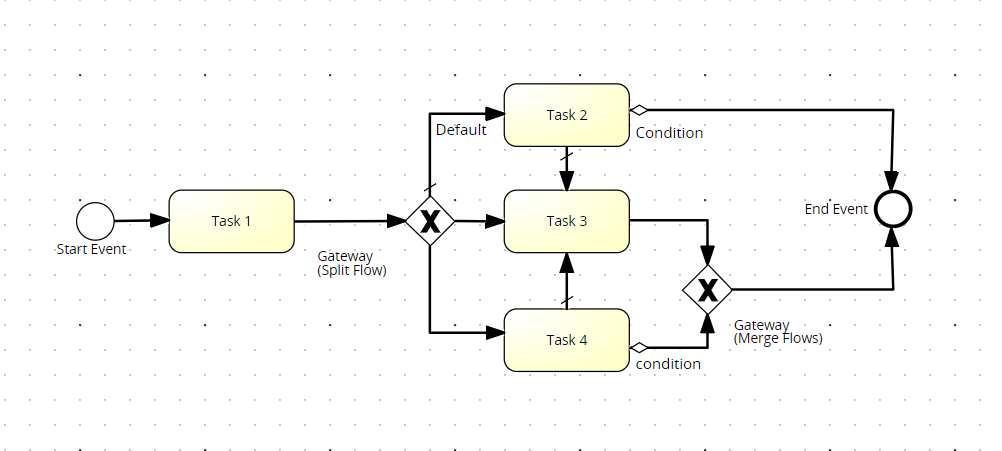 Task 2
Default
Condition
Start Event
Task 1
X
Task 3
End Event
Gateway
(Split Flow)
X
Gateway
(Merge Flows)
Task 4
condition